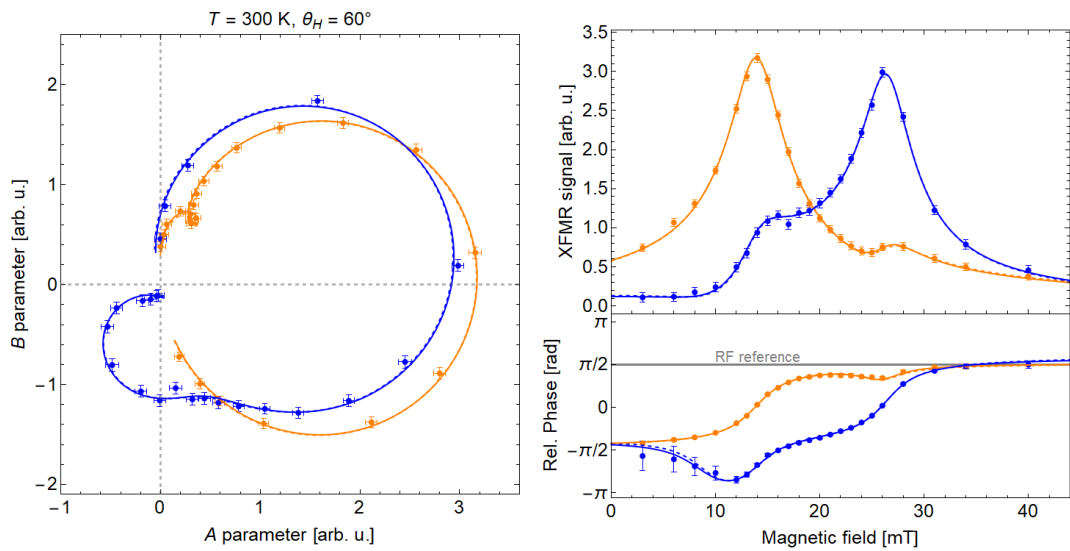 T = 300 K, θH = 60°
B parameter [arb. u.]
2
1
0
−1
−2
−1
0
1
2
3
A parameter [arb. u.]
XFMR signal [arb. u.]
3.5
3.0
2.5
2.0
1.5
1.0
0.5
0.0
Rel. Phase [rad]
π
π/2
0
−π/2
−π
RF reference
0
10
20
30
40
Magnetic field [mT]